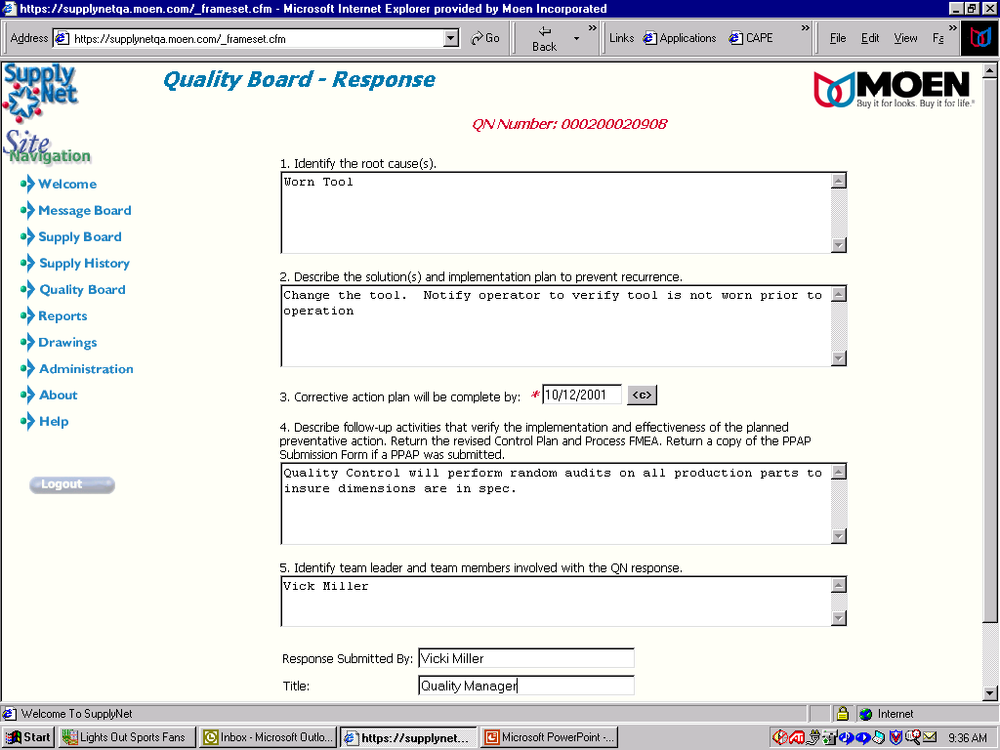 https://supplynetqa.moen.com/_frameset.cfm - Microsoft Internet Explorer provided by Moen Incorporated
Address https://supplynetqa.moen.com/_frameset.cfm Go Back » Links Applications CAPE » File Edit View Fa »
Supply Net
Quality Board - Response
MOEN
Buy it for looks. Buy it for life.®
QN Number: 000200020908
Site Navigation
Welcome
Message Board
Supply Board
Supply History
Quality Board
Reports
Drawings
Administration
About
Help
Logout
1. Identify the root cause(s).
Worn Tool
2. Describe the solution(s) and implementation plan to prevent recurrence.
Change the tool.  Notify operator to verify tool is not worn prior to
operation
3. Corrective action plan will be complete by: * 10/12/2001 <c>
4. Describe follow-up activities that verify the implementation and effectiveness of the planned
preventative action. Return the revised Control Plan and Process FMEA. Return a copy of the PPAP
Submission Form if a PPAP was submitted.
Quality Control will perform random audits on all production parts to
insure dimensions are in spec.
5. Identify team leader and team members involved with the QN response.
Vick Miller
Response Submitted By: Vicki Miller
Title: Quality Manager
Welcome To SupplyNet Internet
Start Lights Out Sports Fans Inbox - Microsoft Outlo... https://supplynet.... Microsoft PowerPoint - ... 9:36 AM